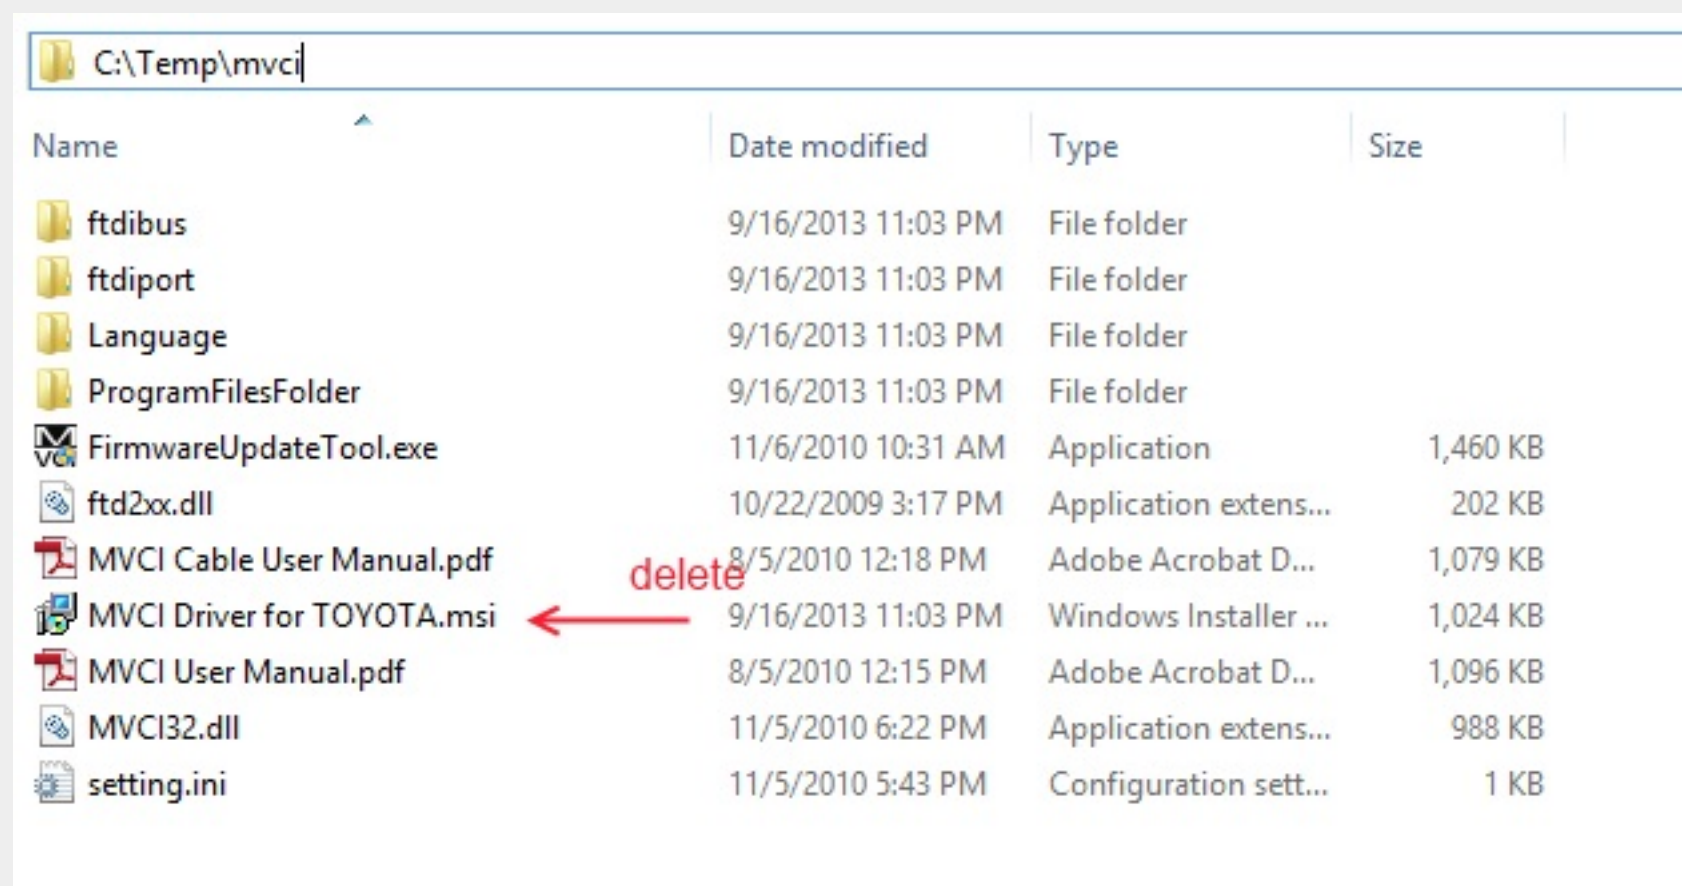 C:\Temp\mvci
Name Date modified Type Size
ftdibus 9/16/2013 11:03 PM File folder
ftdiport 9/16/2013 11:03 PM File folder
Language 9/16/2013 11:03 PM File folder
ProgramFilesFolder 9/16/2013 11:03 PM File folder
FirmwareUpdateTool.exe 11/6/2010 10:31 AM Application 1,460 KB
ftd2xx.dll 10/22/2009 3:17 PM Application extens... 202 KB
MVCI Cable User Manual.pdf 8/5/2010 12:18 PM Adobe Acrobat D... 1,079 KB
delete
MVCI Driver for TOYOTA.msi 9/16/2013 11:03 PM Windows Installer ... 1,024 KB
MVCI User Manual.pdf 8/5/2010 12:15 PM Adobe Acrobat D... 1,096 KB
MVCI32.dll 11/5/2010 6:22 PM Application extens... 988 KB
setting.ini 11/5/2010 5:43 PM Configuration sett... 1 KB